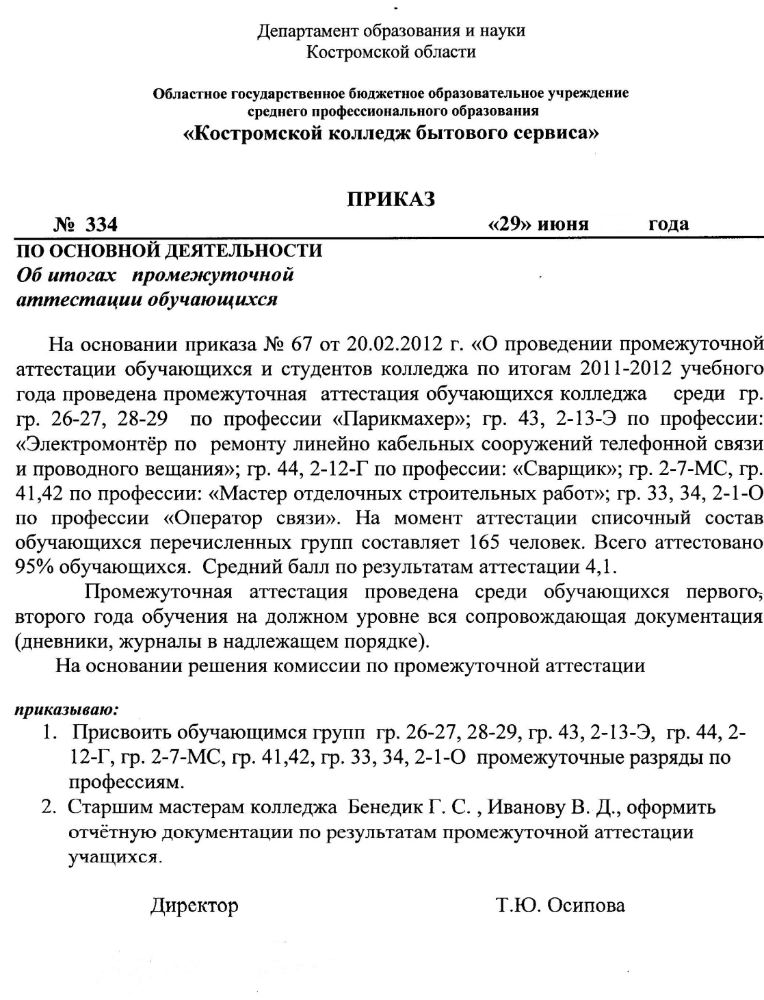 Департамент образования и науки
Костромской области
Областное государственное бюджетное образовательное учреждение
среднего профессионального образования
«Костромской колледж бытового сервиса»
ПРИКАЗ
№ 334 «29» июня года
ПО ОСНОВНОЙ ДЕЯТЕЛЬНОСТИ
Об итогах промежуточной
аттестации обучающихся
На основании приказа № 67 от 20.02.2012 г. «О проведении промежуточной
аттестации обучающихся и студентов колледжа по итогам 2011-2012 учебного
года проведена промежуточная аттестация обучающихся колледжа среди гр.
гр. 26-27, 28-29 по профессии «Парикмахер»; гр. 43, 2-13-Э по профессии:
«Электромонтёр по ремонту линейно кабельных сооружений телефонной связи
и проводного вещания»; гр. 44, 2-12-Г по профессии: «Сварщик»; гр. 2-7-МС, гр.
41,42 по профессии: «Мастер отделочных строительных работ»; гр. 33, 34, 2-1-О
по профессии «Оператор связи». На момент аттестации списочный состав
обучающихся перечисленных групп составляет 165 человек. Всего аттестовано
95% обучающихся. Средний балл по результатам аттестации 4,1.
Промежуточная аттестация проведена среди обучающихся первого,
второго года обучения на должном уровне вся сопровождающая документация
(дневники, журналы в надлежащем порядке).
На основании решения комиссии по промежуточной аттестации
приказываю:
1. Присвоить обучающимся групп гр. 26-27, 28-29, гр. 43, 2-13-Э, гр. 44, 2-
12-Г, гр. 2-7-МС, гр. 41,42, гр. 33, 34, 2-1-О промежуточные разряды по
профессиям.
2. Старшим мастерам колледжа Бенедик Г. С. , Иванову В. Д., оформить
отчётную документации по результатам промежуточной аттестации
учащихся.
Директор Т.Ю. Осипова